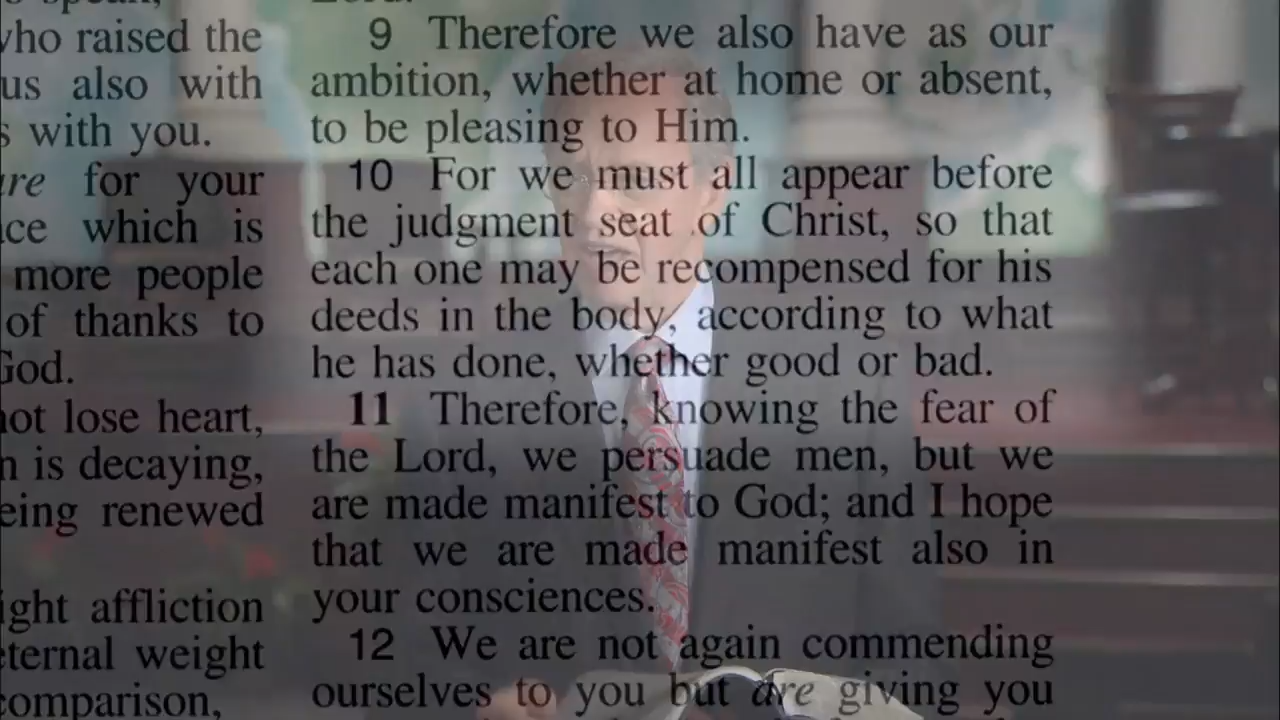 raised the
us also with
with you.
for your
which is
more people
of thanks to
God.
not lose heart,
is decaying,
renewed
affliction
weight
comparison,
Lord.
9 Therefore we also have as our
ambition, whether at home or absent,
to be pleasing to Him.
10 For we must all appear before
the judgment seat of Christ, so that
each one may be recompensed for his
deeds in the body, according to what
he has done, whether good or bad.
11 Therefore, knowing the fear of
the Lord, we persuade men, but we
are made manifest to God; and I hope
that we are made manifest also in
your consciences.
12 We are not again commending
ourselves to you but are giving you